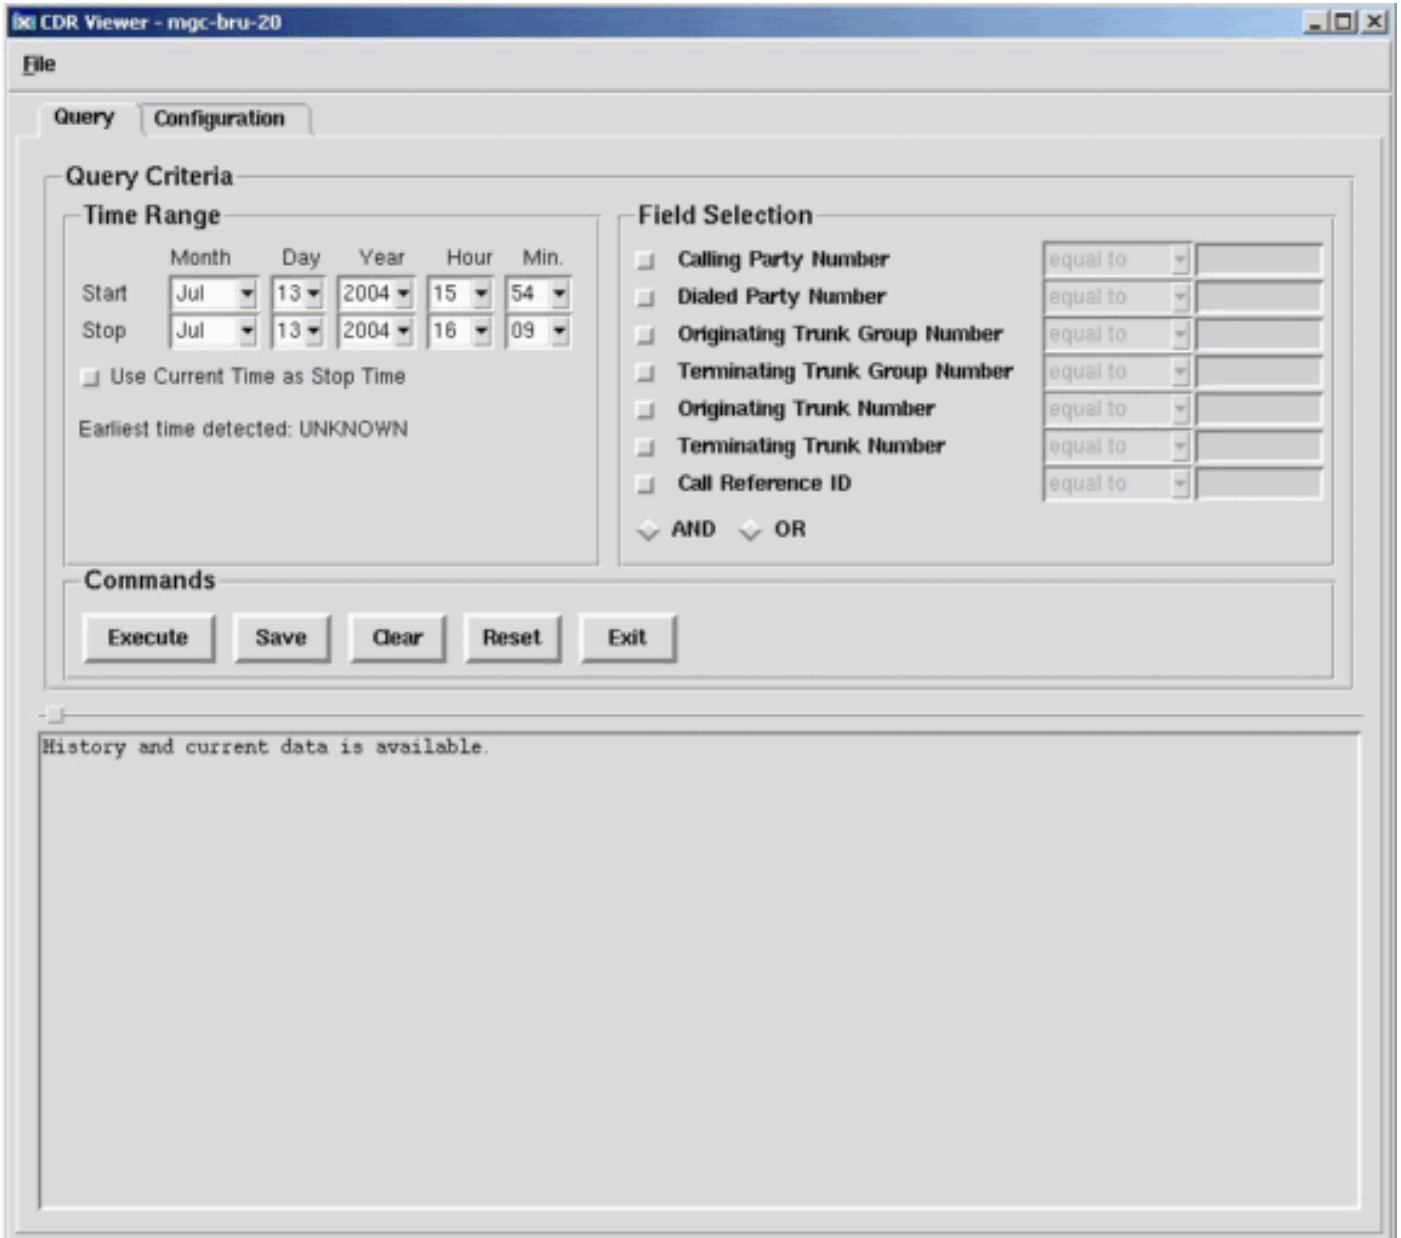 CDR Viewer - mgc-bru-20
File
Query
Configuration
Query Criteria
Time Range
Month Day Year Hour Min.
Start Jul 13 2004 15 54
Stop Jul 13 2004 16 09
Use Current Time as Stop Time
Earliest time detected: UNKNOWN
Field Selection
Calling Party Number equal to
Dialed Party Number equal to
Originating Trunk Group Number equal to
Terminating Trunk Group Number equal to
Originating Trunk Number equal to
Terminating Trunk Number equal to
Call Reference ID equal to
AND OR
Commands
Execute Save Clear Reset Exit
History and current data is available.